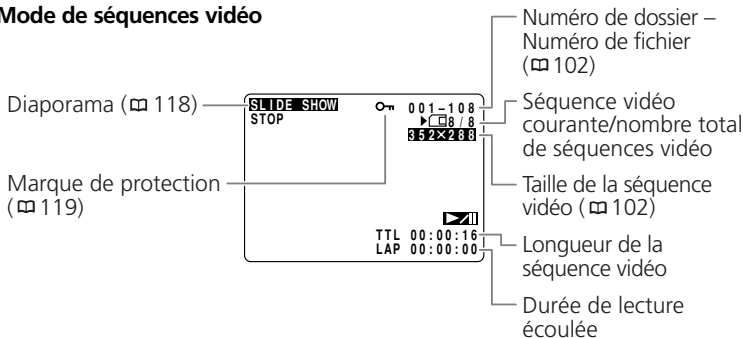 Mode de séquences vidéo
Diaporama (118)
Marque de protection
(119)
SLIDE SHOW
STOP
001-108
8/8
352×288
TTL 00:00:16
LAP 00:00:00
Numéro de dossier –
Numéro de fichier
(102)
Séquence vidéo
courante/nombre total
de séquences vidéo
Taille de la séquence
vidéo (102)
Longueur de la
séquence vidéo
Durée de lecture
écoulée